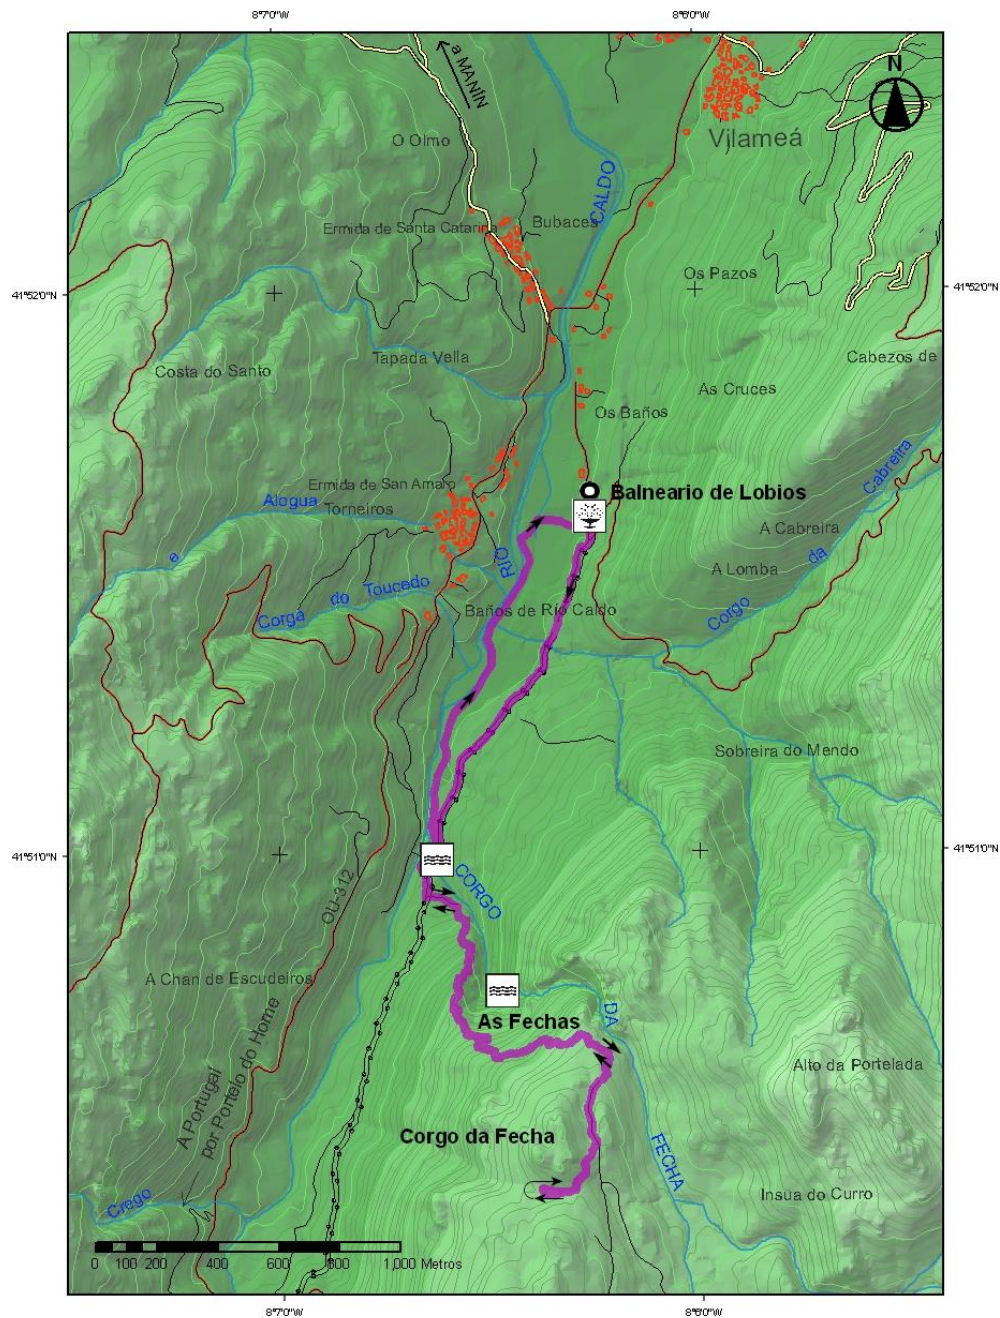 8°7'0"W
8°6'0"W
a MANÍN
N
Vilameá
O Olmo
CALDO
Ermida de Santa Catarina
Bubaces
Os Pazos
41°52'0"N
41°52'0"N
Tapada Vella
Cabezos de
Costa do Santo
As Cruces
Os Baños
Cabreira
Ermida de San Amaro
Balneario de Lobios
Alogua
Torneiros
A Cabreira
e
RIO
da
A Lomba
Corga do Toucedo
Baños de Río Caldo
Corgo
Sobreira do Mendo
41°51'0"N
41°51'0"N
CORGO
OU-312
A Chan de Escudeiros
DA
As Fechas
A Portugal
por Portelo do Home
Alto da Portelada
Corgo da Fecha
FECHA
Crego
Insua do Curro
0 100 200 400 600 800 1,000 Metros
8°7'0"W
8°6'0"W